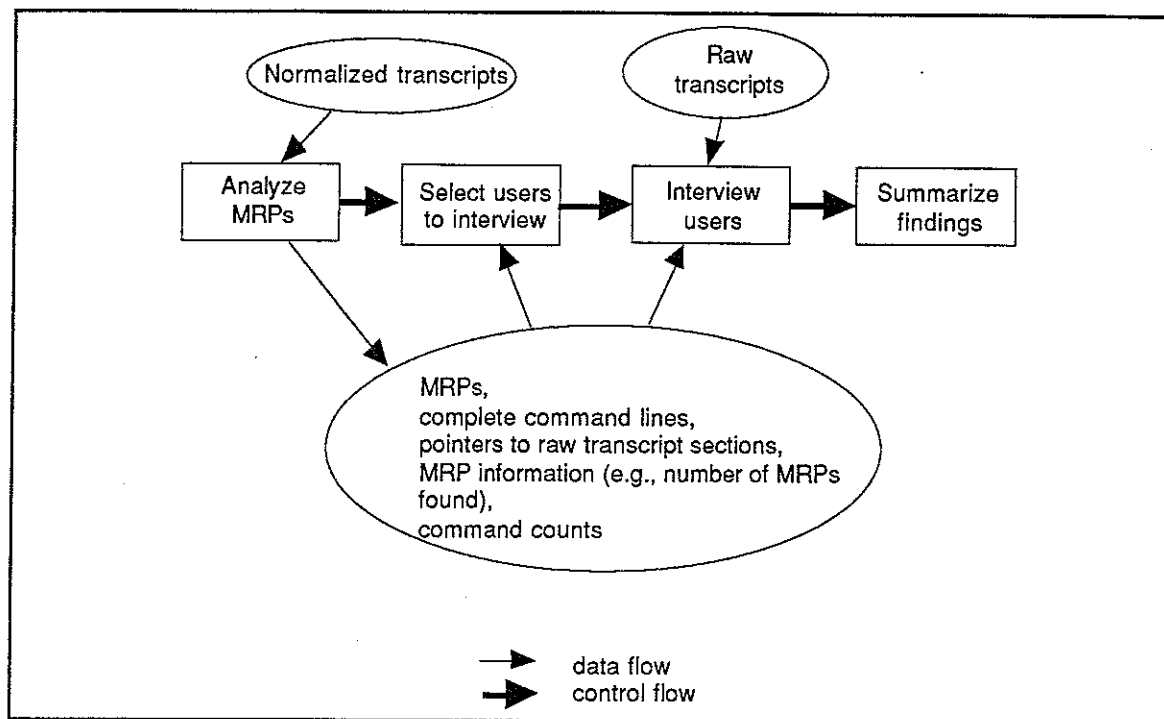 Normalized transcripts
Raw
transcripts
Analyze
MRPs
Select users
to interview
Interview
users
Summarize
findings
MRPs,
complete command lines,
pointers to raw transcript sections,
MRP information (e.g., number of MRPs
found),
command counts
data flow
control flow